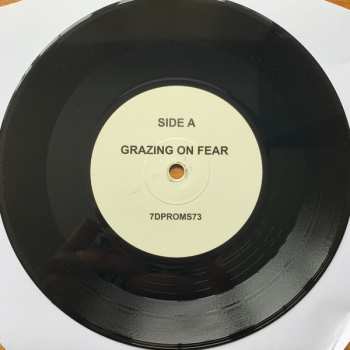 SIDE A
GRAZING ON FEAR
7DPROMS73